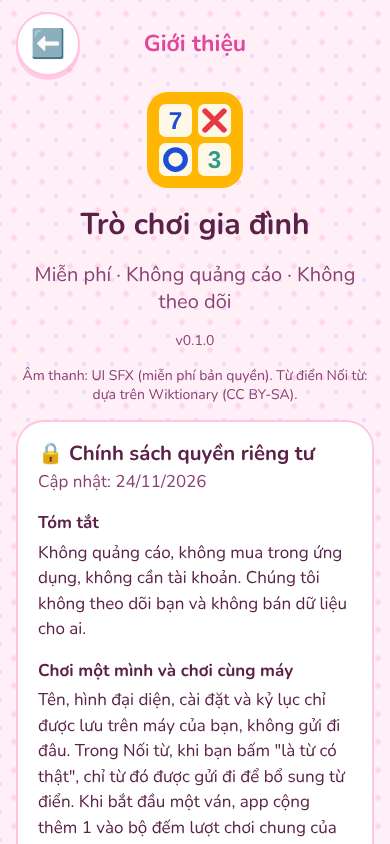 Giới thiệu
7
3
Trò chơi gia đình
Miễn phí · Không quảng cáo · Không
theo dõi
v0.1.0
Âm thanh: UI SFX (miễn phí bản quyền). Từ điển Nối từ:
dựa trên Wiktionary (CC BY-SA).
🔒 Chính sách quyền riêng tư
Cập nhật: 24/11/2026
Tóm tắt
Không quảng cáo, không mua trong ứng
dụng, không cần tài khoản. Chúng tôi
không theo dõi bạn và không bán dữ liệu
cho ai.
Chơi một mình và chơi cùng máy
Tên, hình đại diện, cài đặt và kỷ lục chỉ
được lưu trên máy của bạn, không gửi đi
đâu. Trong Nối từ, khi bạn bấm "là từ có
thật", chỉ từ đó được gửi đi để bổ sung từ
điển. Khi bắt đầu một ván, app cộng
thêm 1 vào bộ đếm lượt chơi chung của